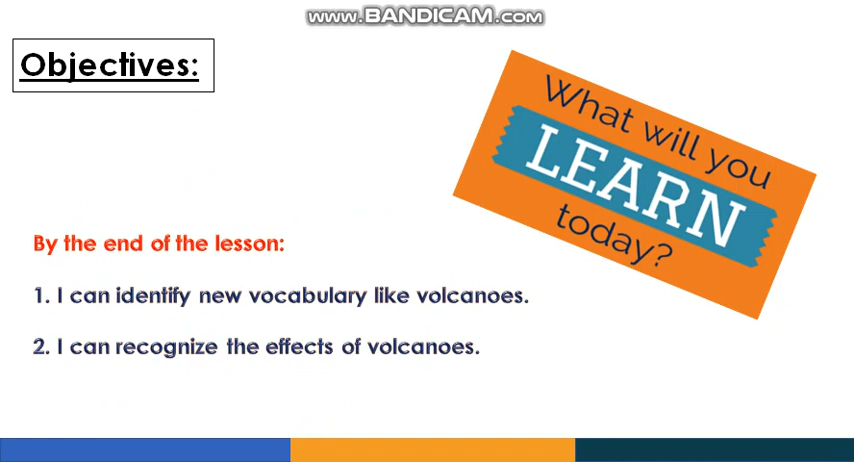 www.BANDICAM.com
Objectives:
What will you
LEARN
today?
By the end of the lesson:
1. I can identify new vocabulary like volcanoes.
2. I can recognize the effects of volcanoes.